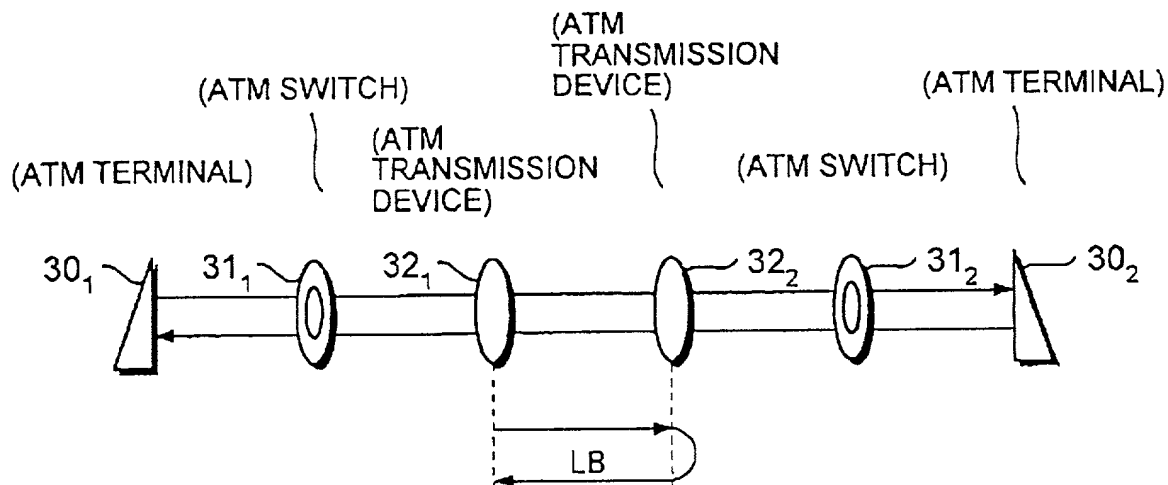 (ATM
TRANSMISSION
DEVICE)
(ATM SWITCH)
(ATM TERMINAL)
(ATM TERMINAL)
(ATM
TRANSMISSION
DEVICE)
(ATM SWITCH)
30₁
31₁
32₁
32₂
31₂
30₂
LB